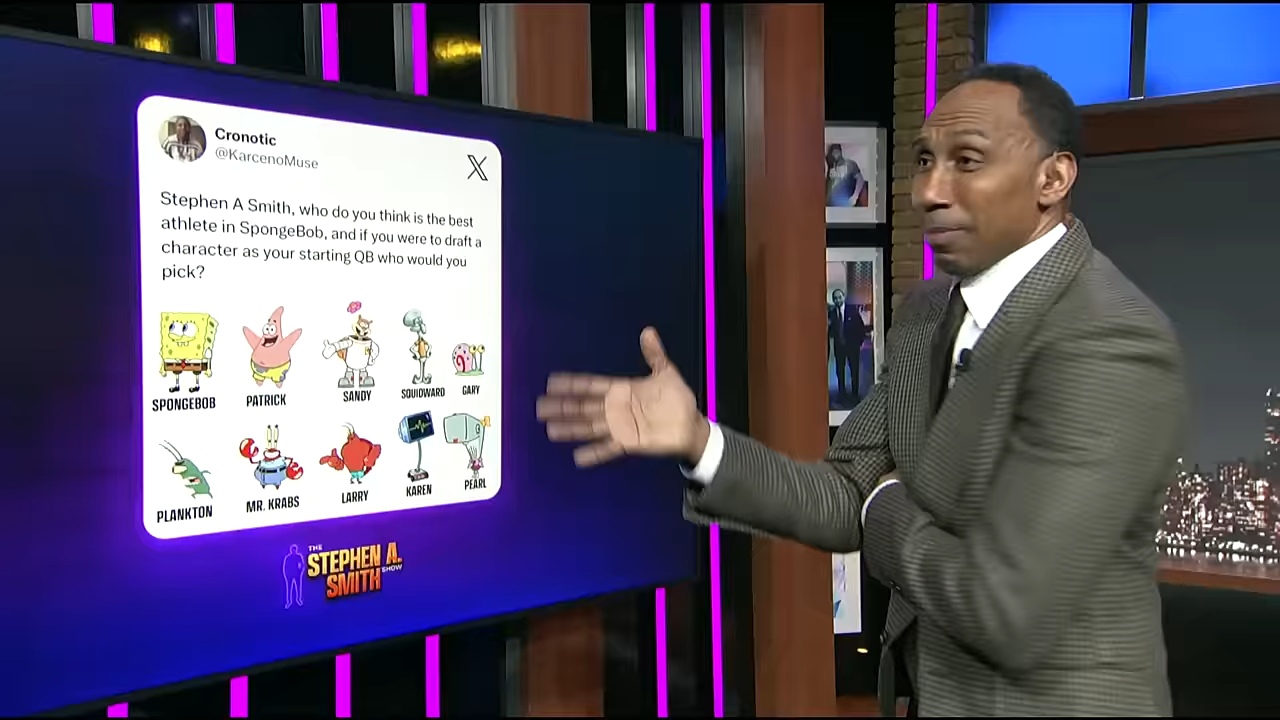 Cronotic
@KarcenoMuse
X
Stephen A Smith, who do you think is the best
athlete in SpongeBob, and if you were to draft a
character as your starting QB who would you
pick?
SPONGEBOB PATRICK SANDY SQUIDWARD GARY
PLANKTON MR. KRABS LARRY KAREN PEARL
THE
STEPHEN A.
SMITH SHOW